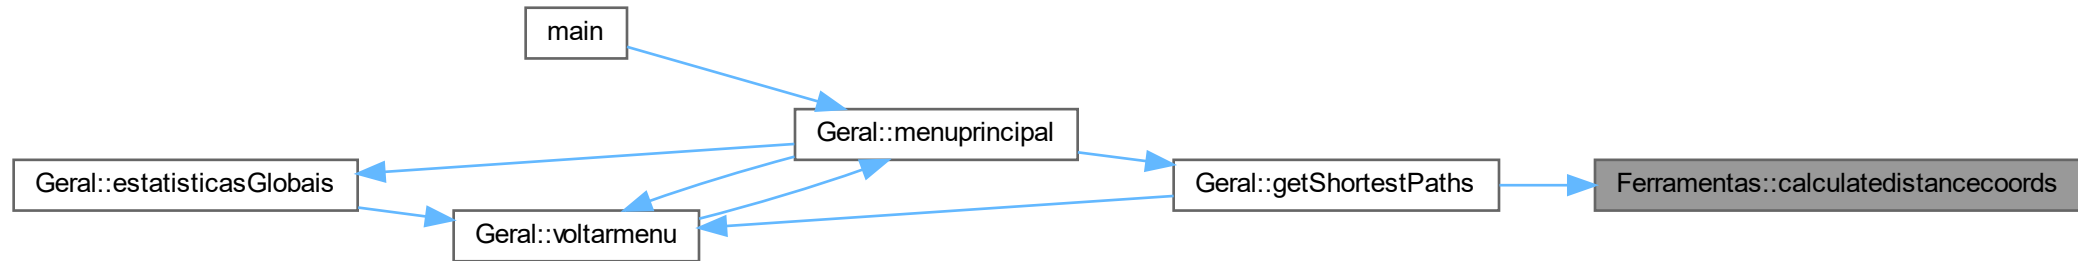 main
Geral::menuprincipal
Geral::estatisticasGlobais
Geral::getShortestPaths
Ferramentas::calculatedistancecoords
Geral::voltarmenu